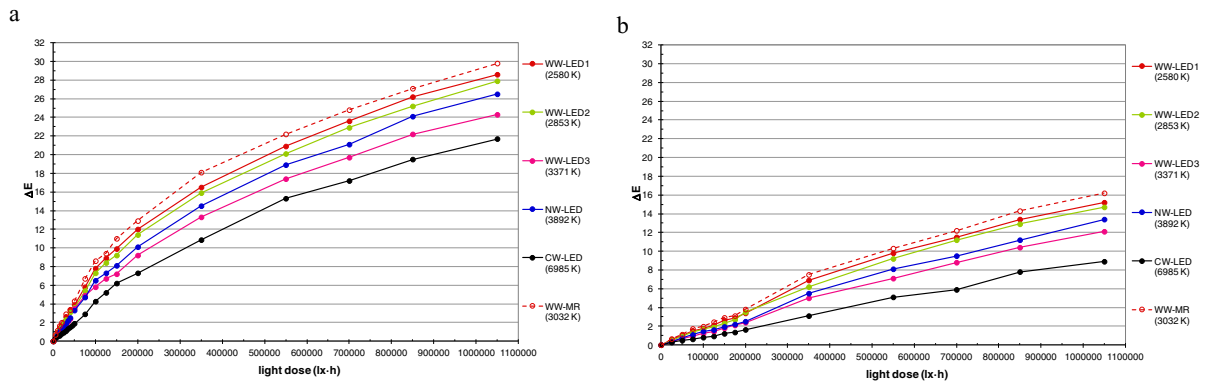 a
32
30
28
26
24
22
20
18
16
14
12
10
8
6
4
2
0
ΔE
0 100000 200000 300000 400000 500000 600000 700000 800000 900000 1000000 1100000
light dose (lx·h)
WW-LED1
(2580 K)
WW-LED2
(2853 K)
WW-LED3
(3371 K)
NW-LED
(3892 K)
CW-LED
(6985 K)
WW-MR
(3032 K)
b
32
30
28
26
24
22
20
18
16
14
12
10
8
6
4
2
0
ΔE
0 100000 200000 300000 400000 500000 600000 700000 800000 900000 1000000 1100000
light dose (lx·h)
WW-LED1
(2580 K)
WW-LED2
(2853 K)
WW-LED3
(3371 K)
NW-LED
(3892 K)
CW-LED
(6985 K)
WW-MR
(3032 K)